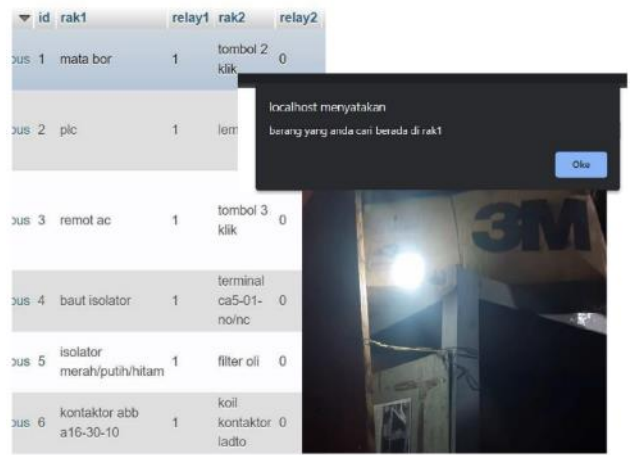 id rak1 relay1 rak2 relay2
1 mata bor 1 tombol 2 klik 0
localhost menyatakan
barang yang anda cari berada di rak1
Oke
2 plc 1
3 remot ac 1 tombol 3 klik 0
3M
4 baut isolator 1 terminal ca5-01-no/nc 0
5 isolator merah/putih/hitam 1 filter oli 0
6 kontaktor abb a16-30-10 1 koil kontaktor ladto 0